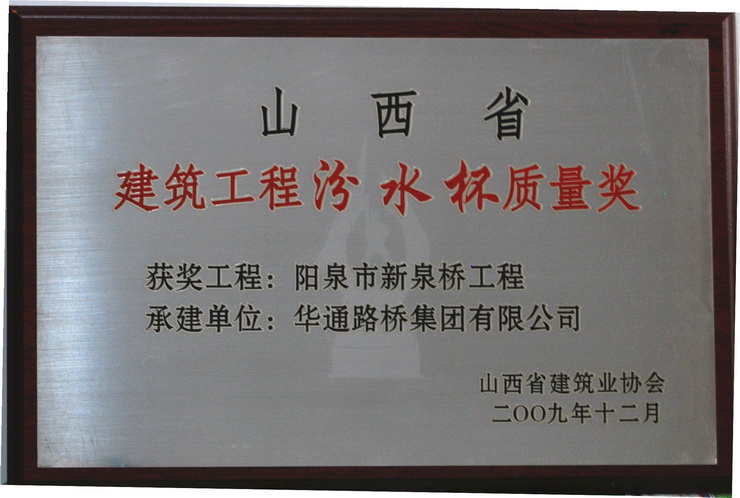 山西省
建筑工程汾水杯质量奖
获奖工程：阳泉市新泉桥工程
承建单位：华通路桥集团有限公司
山西省建筑业协会
二〇〇九年十二月